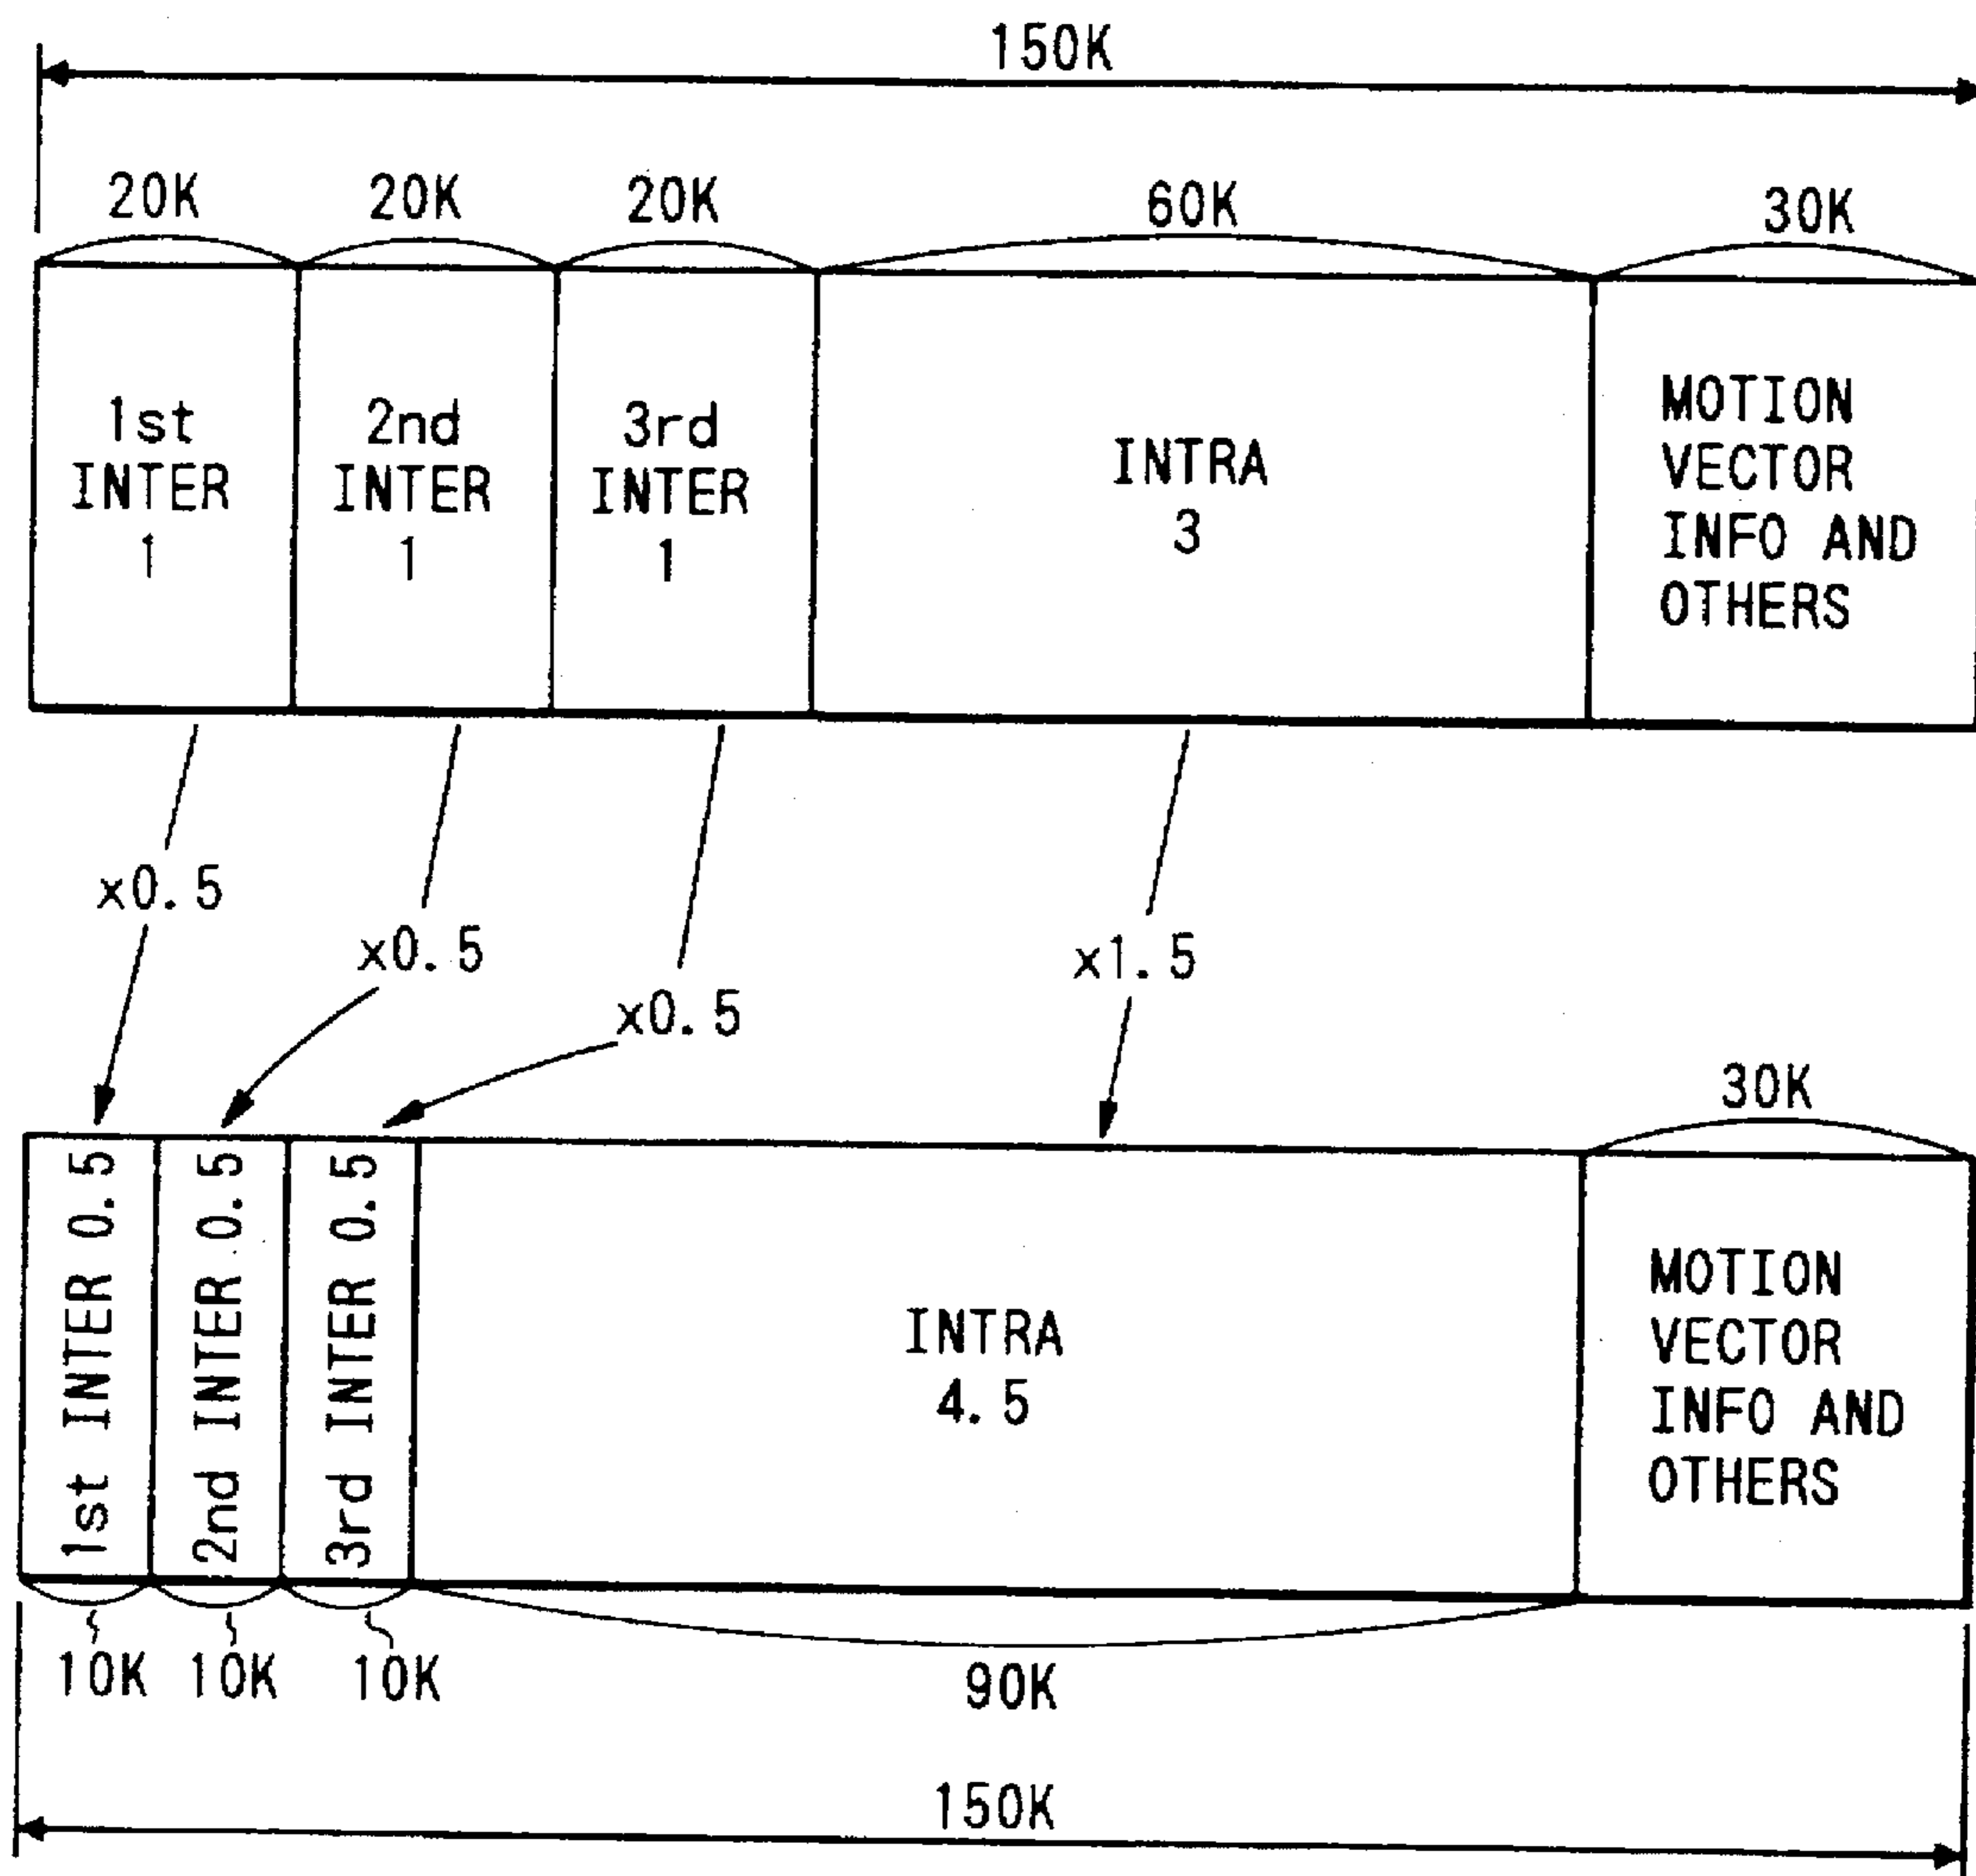 150K
20K 20K 20K 60K 30K
1st
INTER
1
2nd
INTER
1
3rd
INTER
1
INTRA
3
MOTION
VECTOR
INFO AND
OTHERS
x0.5
x0.5
x0.5
x1.5
30K
1st INTER 0.5
2nd INTER 0.5
3rd INTER 0.5
INTRA
4.5
MOTION
VECTOR
INFO AND
OTHERS
10K 10K 10K 90K
150K